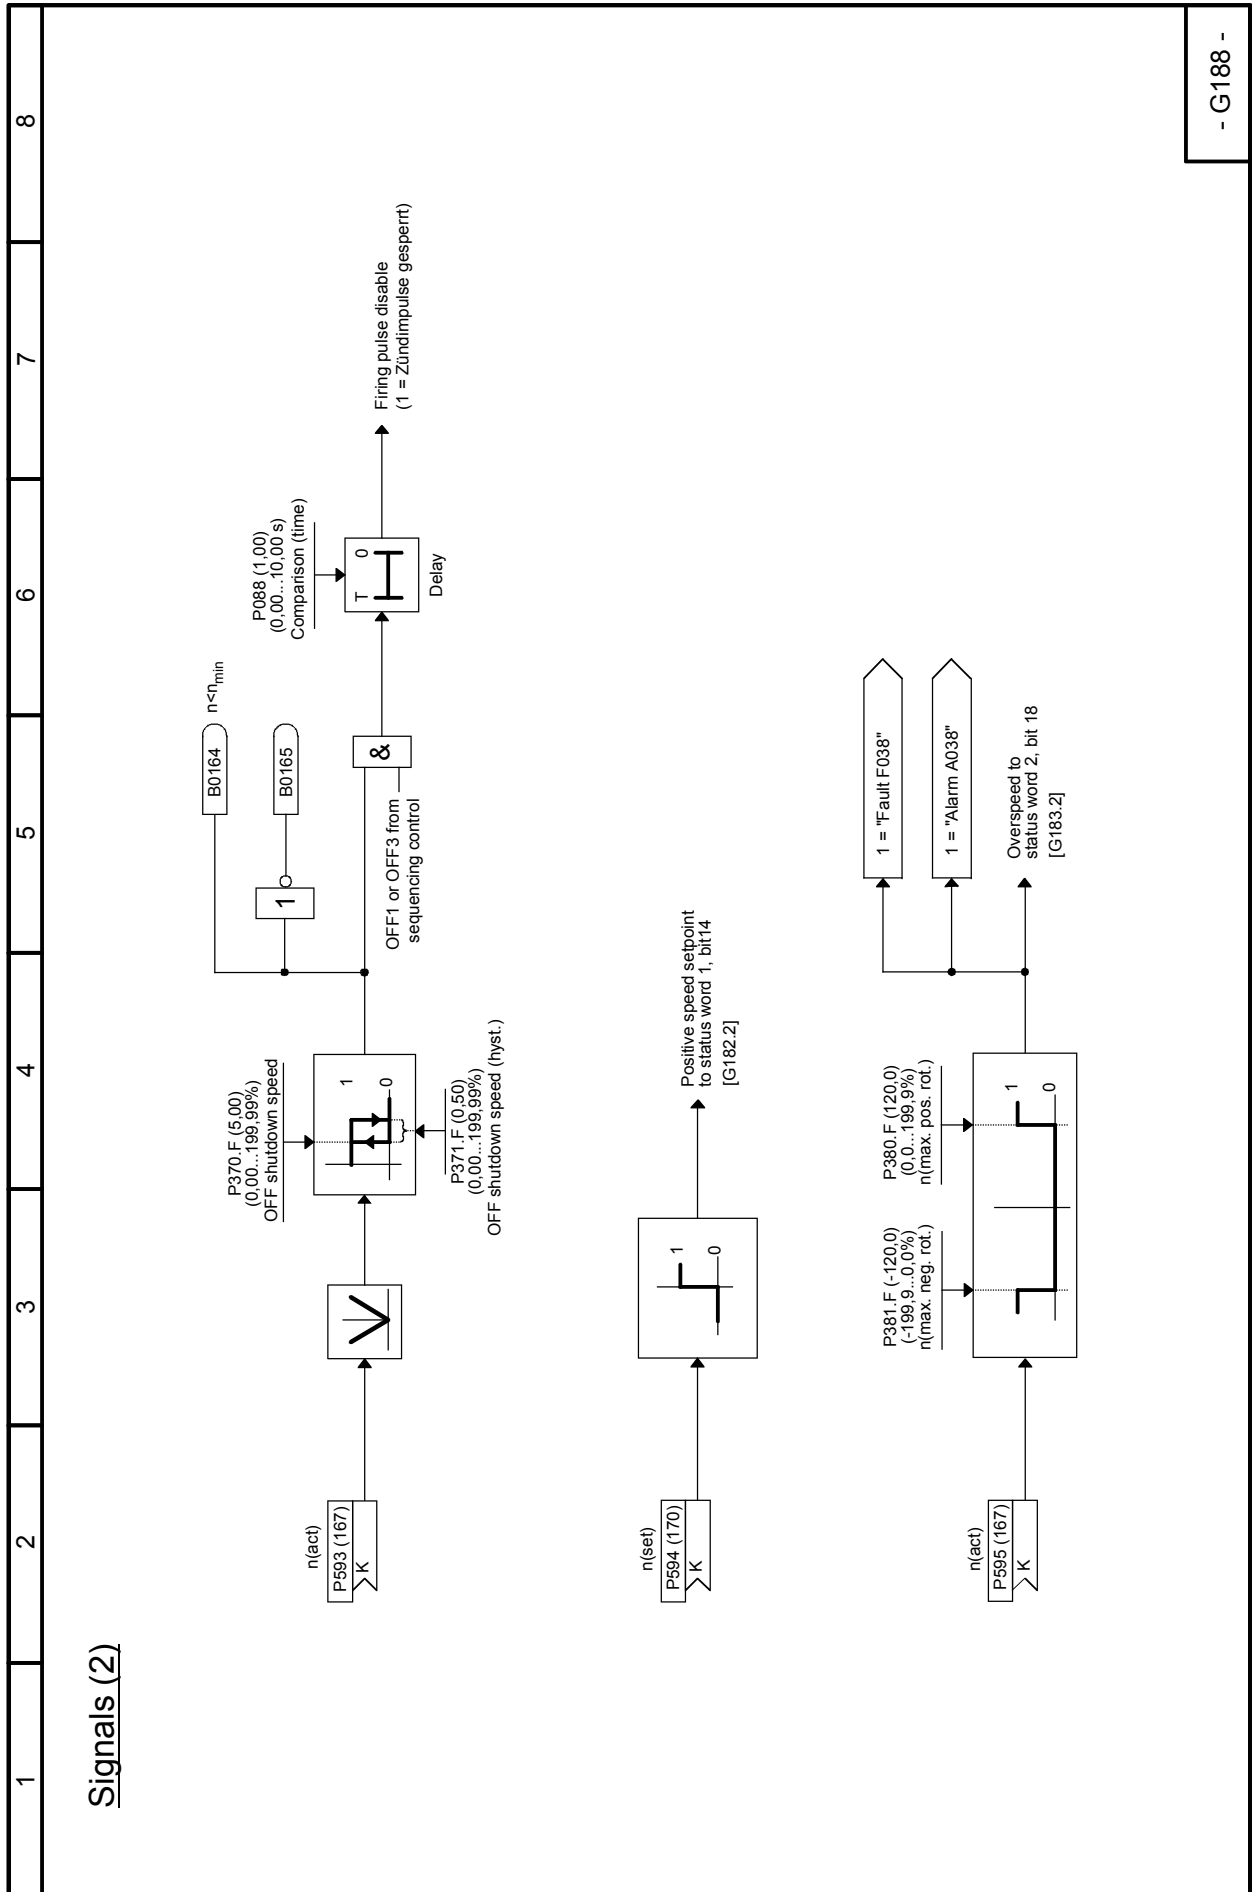 1 2 3 4 5 6 7 8
Signals (2)
n(act)
P593 (167)
K
P370.F (5,00)
(0,00...199,99%)
OFF shutdown speed
1
0
P371.F (0,50)
(0,00...199,99%)
OFF shutdown speed (hyst.)
B0164
n<nmin
1
B0165
&
OFF1 or OFF3 from
sequencing control
P088 (1,00)
(0,00...10,00 s)
Comparison (time)
T 0
Delay
Firing pulse disable
(1 = Zündimpulse gesperrt)
n(set)
P594 (170)
K
1
0
Positive speed setpoint
to status word 1, bit14
[G182.2]
n(act)
P595 (167)
K
P381.F (-120,0)
(-199,9...0,0%)
n(max. neg. rot.)
P380.F (120,0)
(0,0...199,9%)
n(max. pos. rot.)
1
0
1 = "Fault F038"
1 = "Alarm A038"
Overspeed to
status word 2, bit 18
[G183.2]
- G188 -